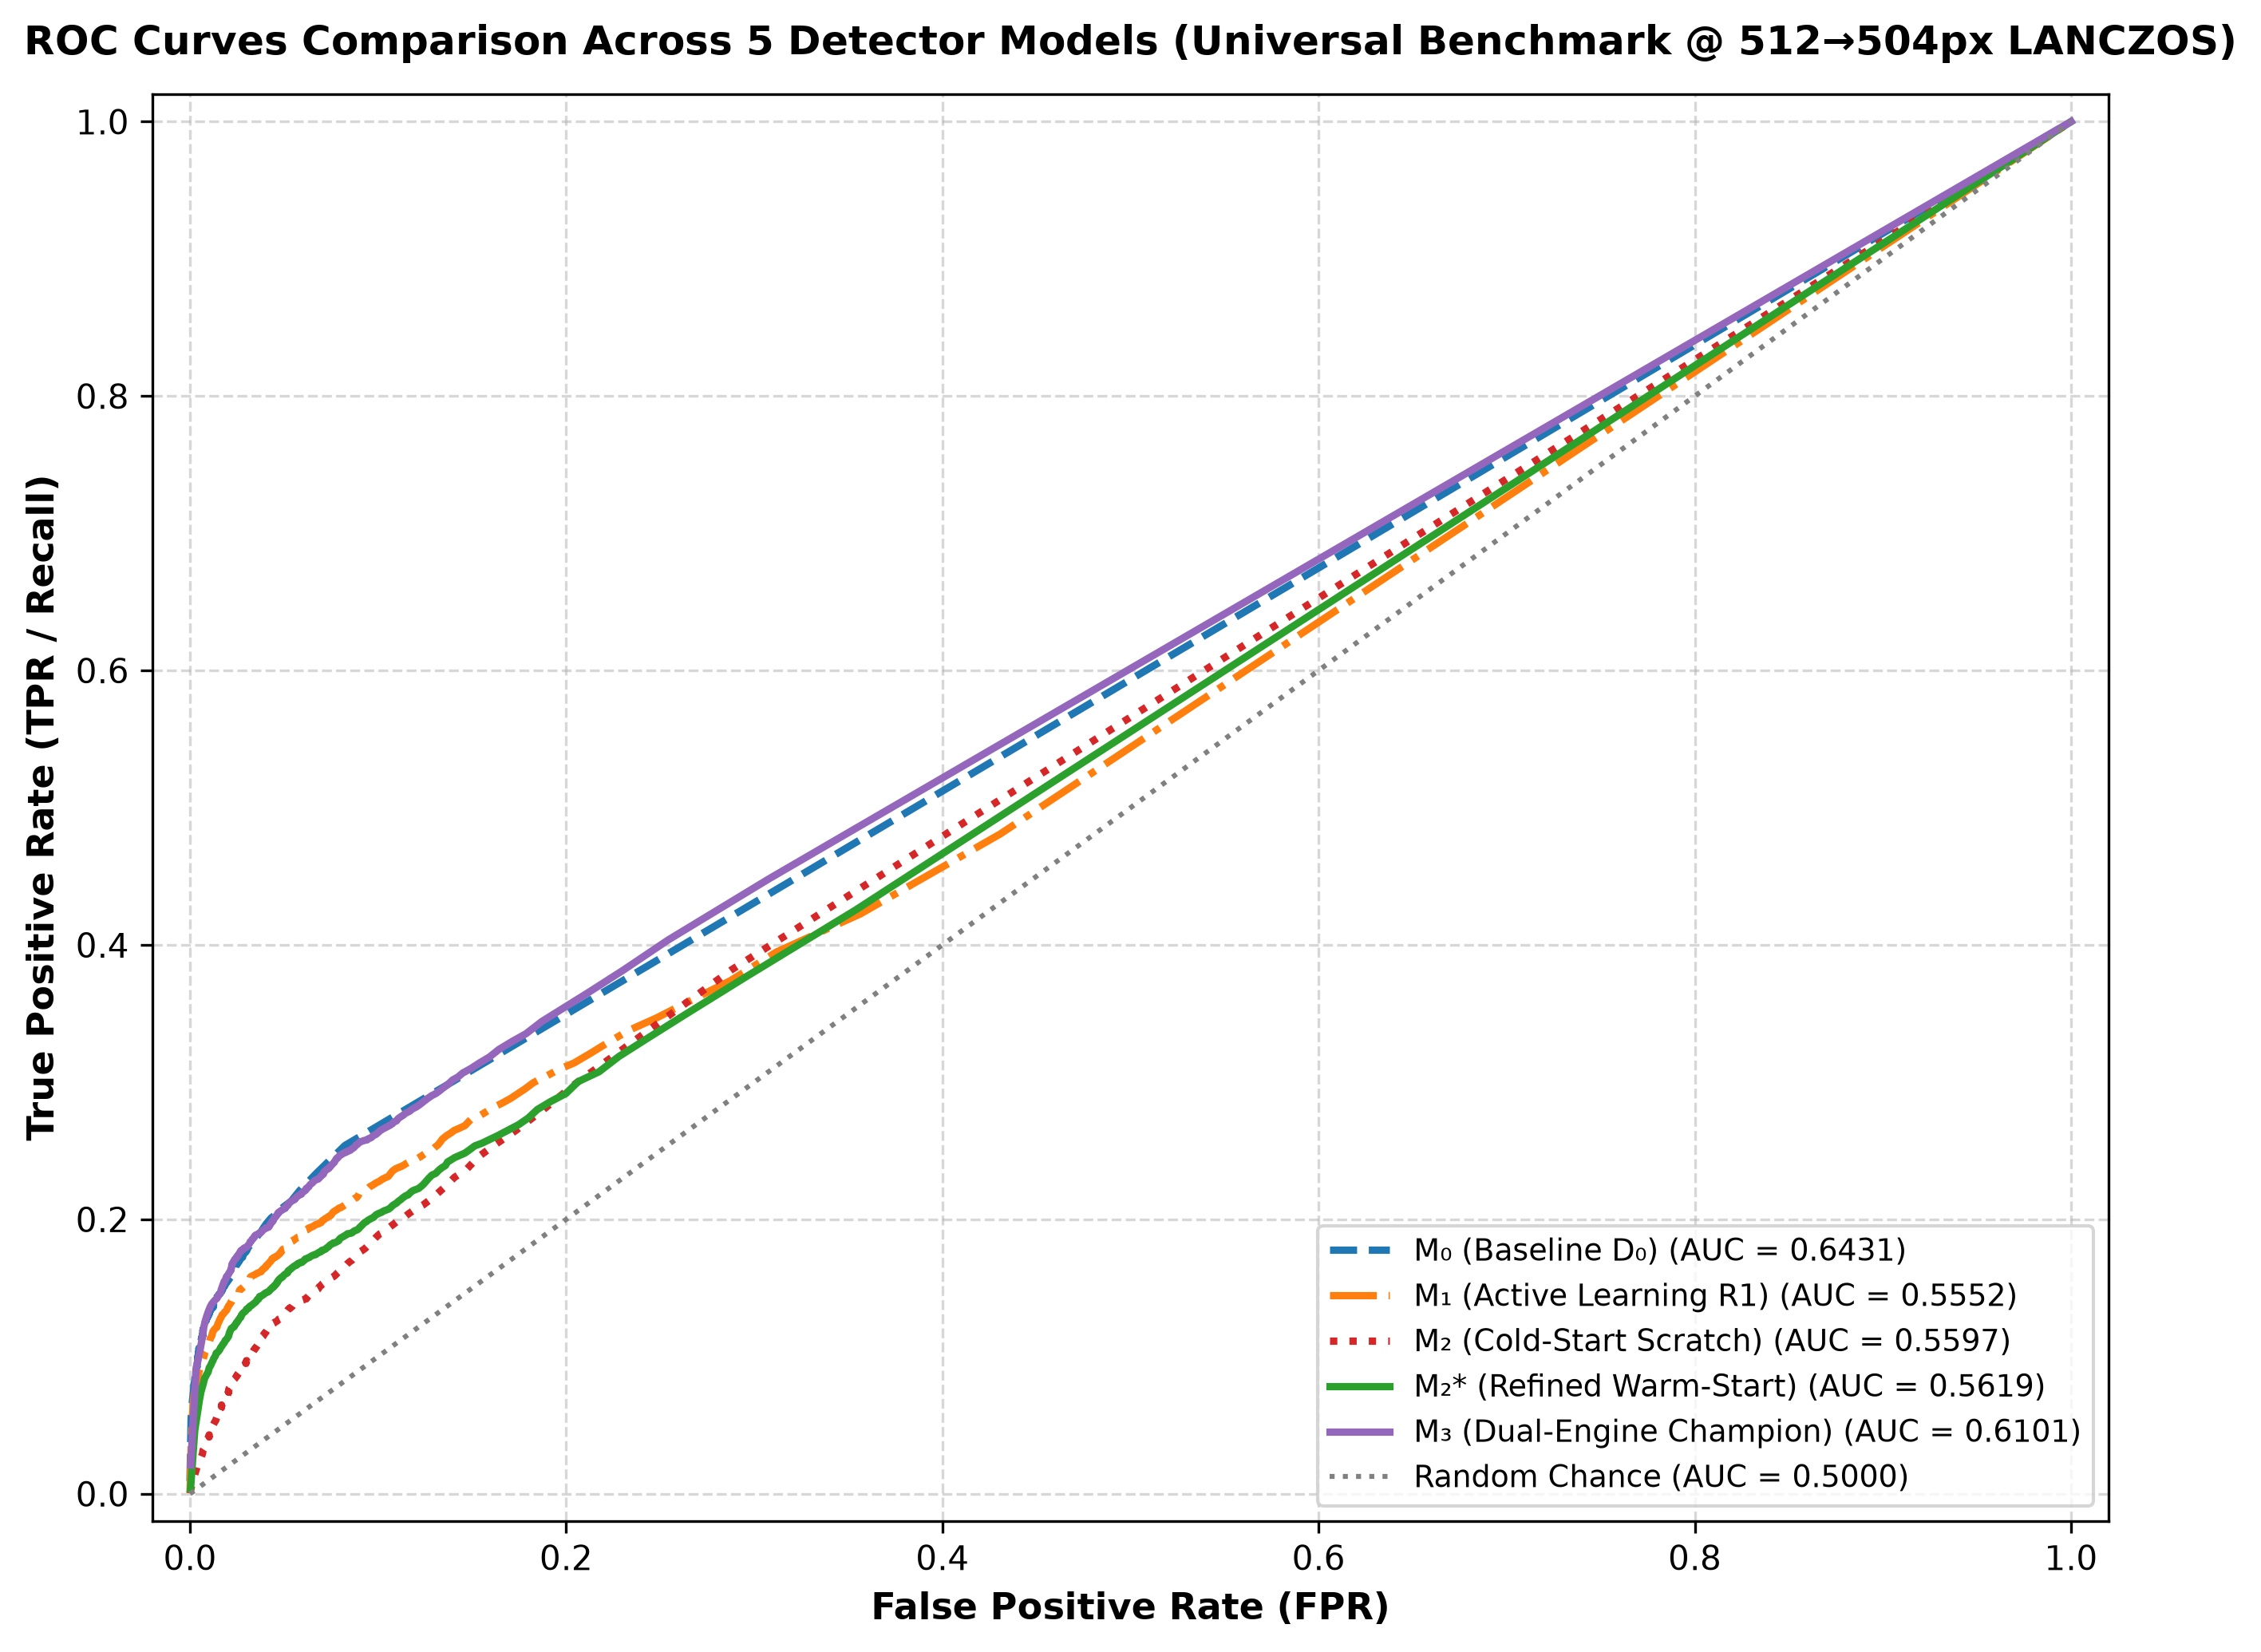 ROC Curves Comparison Across 5 Detector Models (Universal Benchmark @ 512→504px LANCZOS)
True Positive Rate (TPR / Recall)
1.0
0.8
0.6
0.4
0.2
0.0
M₀ (Baseline D₀) (AUC = 0.6431)
M₁ (Active Learning R1) (AUC = 0.5552)
M₂ (Cold-Start Scratch) (AUC = 0.5597)
M₂* (Refined Warm-Start) (AUC = 0.5619)
M₃ (Dual-Engine Champion) (AUC = 0.6101)
Random Chance (AUC = 0.5000)
0.0 0.2 0.4 0.6 0.8 1.0
False Positive Rate (FPR)